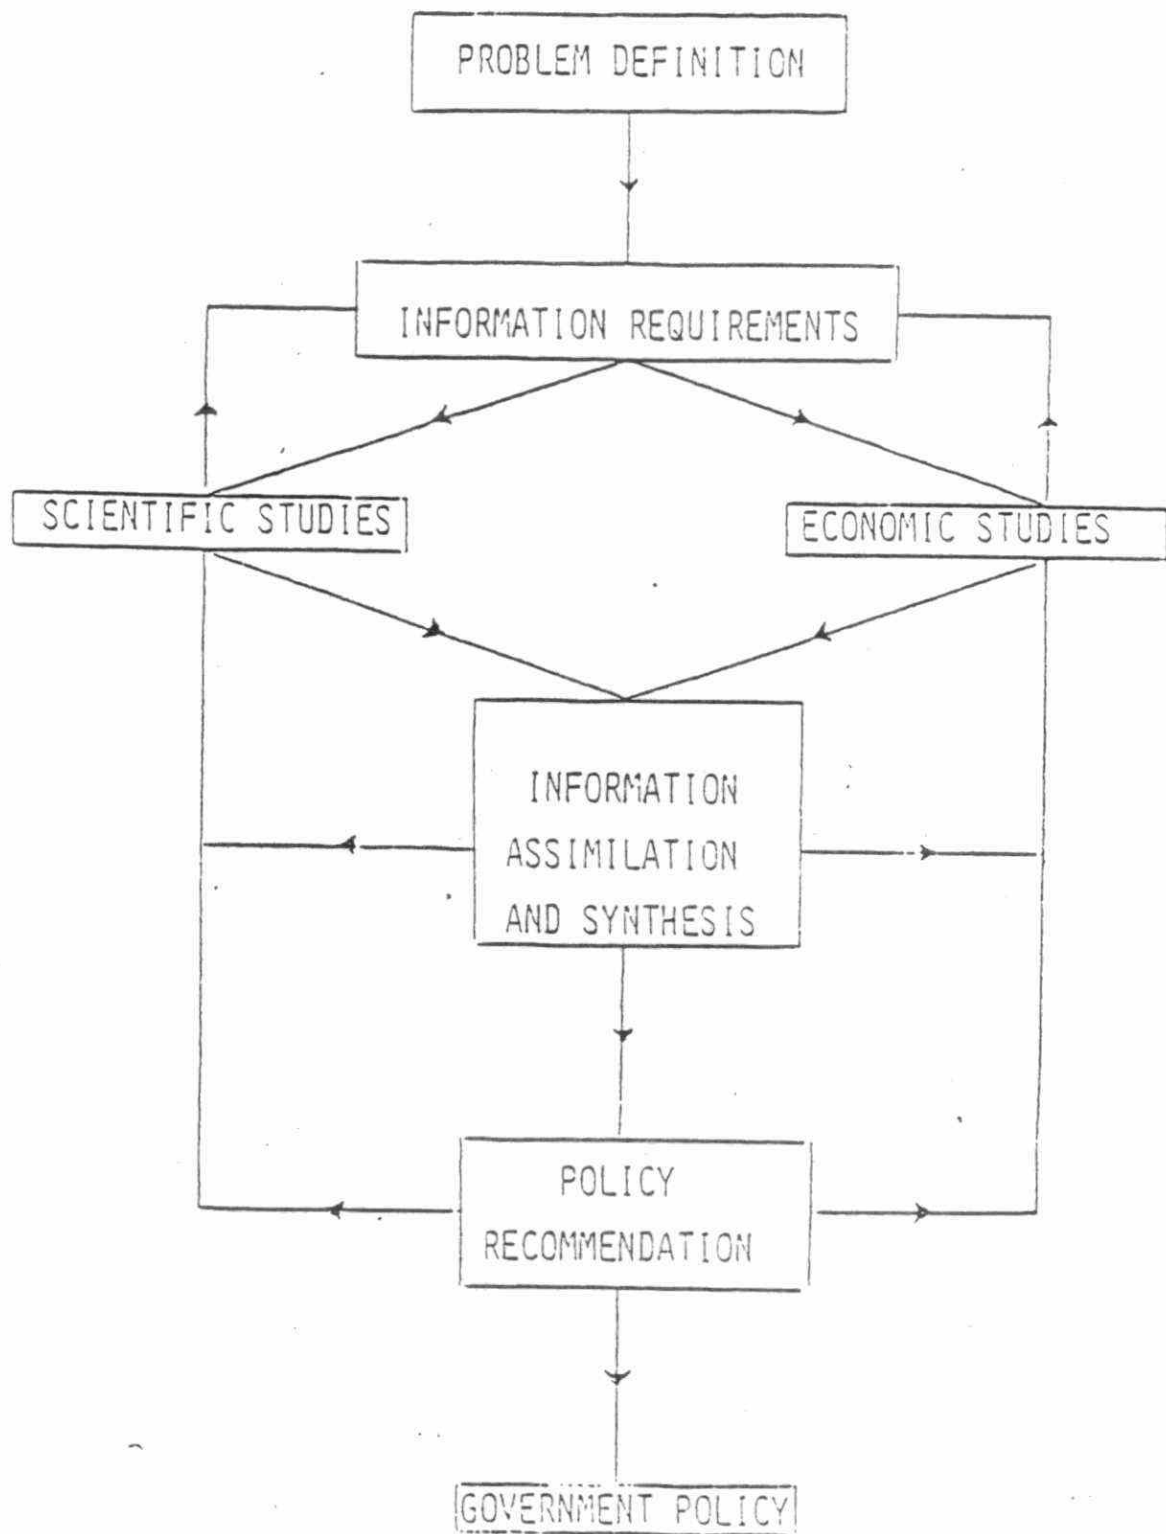 PROBLEM DEFINITION
INFORMATION REQUIREMENTS
SCIENTIFIC STUDIES
ECONOMIC STUDIES
INFORMATION
ASSIMILATION
AND SYNTHESIS
POLICY
RECOMMENDATION
GOVERNMENT POLICY